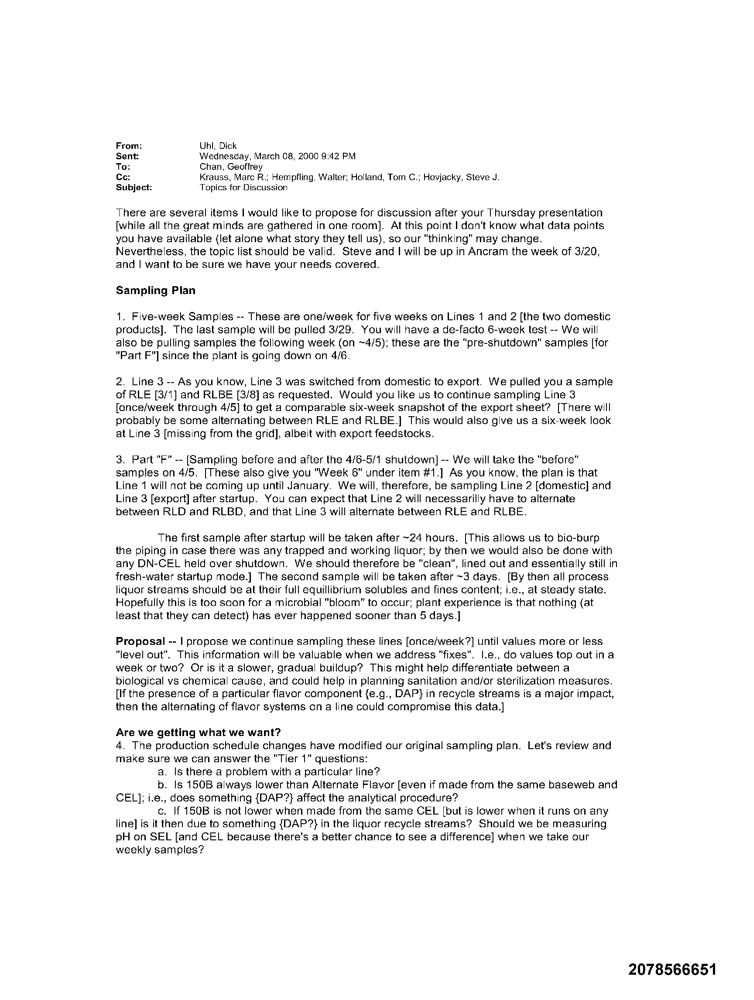 From: Uhl, Dick
Sent: Wednesday, March 08, 2000 9:42 PM
To: Chan, Geoffrey
Cc: Krauss, Marc R.; Hempfling, Walter; Holland, Tom C.; Hovjacky, Steve J.
Subject: Topics for Discussion
There are several items I would like to propose for discussion after your Thursday presentation
[while all the great minds are gathered in one room]. At this point I don't know what data points
you have available (let alone what story they tell us), so our "thinking" may change.
Nevertheless, the topic list should be valid. Steve and I will be up in Ancram the week of 3/20,
and I want to be sure we have your needs covered.
Sampling Plan
1. Five-week Samples -- These are one/week for five weeks on Lines 1 and 2 [the two domestic
products]. The last sample will be pulled 3/29. You will have a de-facto 6-week test -- We will
also be pulling samples the following week (on ~4/5); these are the "pre-shutdown" samples [for
"Part F"] since the plant is going down on 4/6.
2. Line 3 -- As you know, Line 3 was switched from domestic to export. We pulled you a sample
of RLE [3/1] and RLBE [3/8] as requested. Would you like us to continue sampling Line 3
[once/week through 4/5] to get a comparable six-week snapshot of the export sheet? [There will
probably be some alternating between RLE and RLBE.] This would also give us a six-week look
at Line 3 [missing from the grid], albeit with export feedstocks.
3. Part "F" -- [Sampling before and after the 4/6-5/1 shutdown] -- We will take the "before"
samples on 4/5. [These also give you "Week 6" under item #1.] As you know, the plan is that
Line 1 will not be coming up until January. We will, therefore, be sampling Line 2 [domestic] and
Line 3 [export] after startup. You can expect that Line 2 will necessarilly have to alternate
between RLD and RLBD, and that Line 3 will alternate between RLE and RLBE.
The first sample after startup will be taken after ~24 hours. [This allows us to bio-burp
the piping in case there was any trapped and working liquor; by then we would also be done with
any DN-CEL held over shutdown. We should therefore be "clean", lined out and essentially still in
fresh-water startup mode.] The second sample will be taken after ~3 days. [By then all process
liquor streams should be at their full equillibrium solubles and fines content; i.e., at steady state.
Hopefully this is too soon for a microbial "bloom" to occur; plant experience is that nothing (at
least that they can detect) has ever happened sooner than 5 days.]
Proposal -- I propose we continue sampling these lines [once/week?] until values more or less
"level out". This information will be valuable when we address "fixes". I.e., do values top out in a
week or two? Or is it a slower, gradual buildup? This might help differentiate between a
biological vs chemical cause, and could help in planning sanitation and/or sterilization measures.
[If the presence of a particular flavor component {e.g., DAP} in recycle streams is a major impact,
then the alternating of flavor systems on a line could compromise this data.]
Are we getting what we want?
4. The production schedule changes have modified our original sampling plan. Let's review and
make sure we can answer the "Tier 1" questions:
a. Is there a problem with a particular line?
b. Is 150B always lower than Alternate Flavor [even if made from the same baseweb and
CEL]; i.e., does something {DAP?} affect the analytical procedure?
c. If 150B is not lower when made from the same CEL [but is lower when it runs on any
line] is it then due to something {DAP?} in the liquor recycle streams? Should we be measuring
pH on SEL [and CEL because there's a better chance to see a difference] when we take our
weekly samples?
2078566651